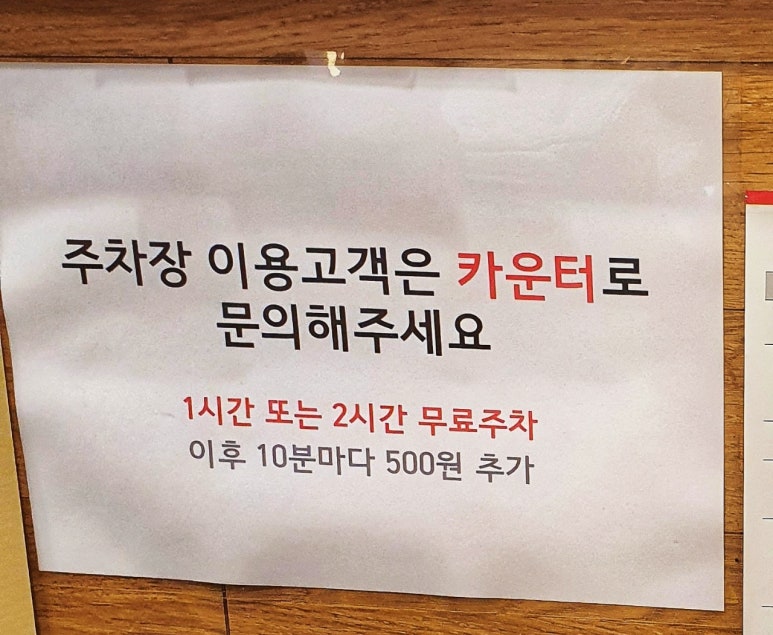 주차장 이용고객은 카운터로
문의해주세요
1시간 또는 2시간 무료주차
이후 10분마다 500원 추가